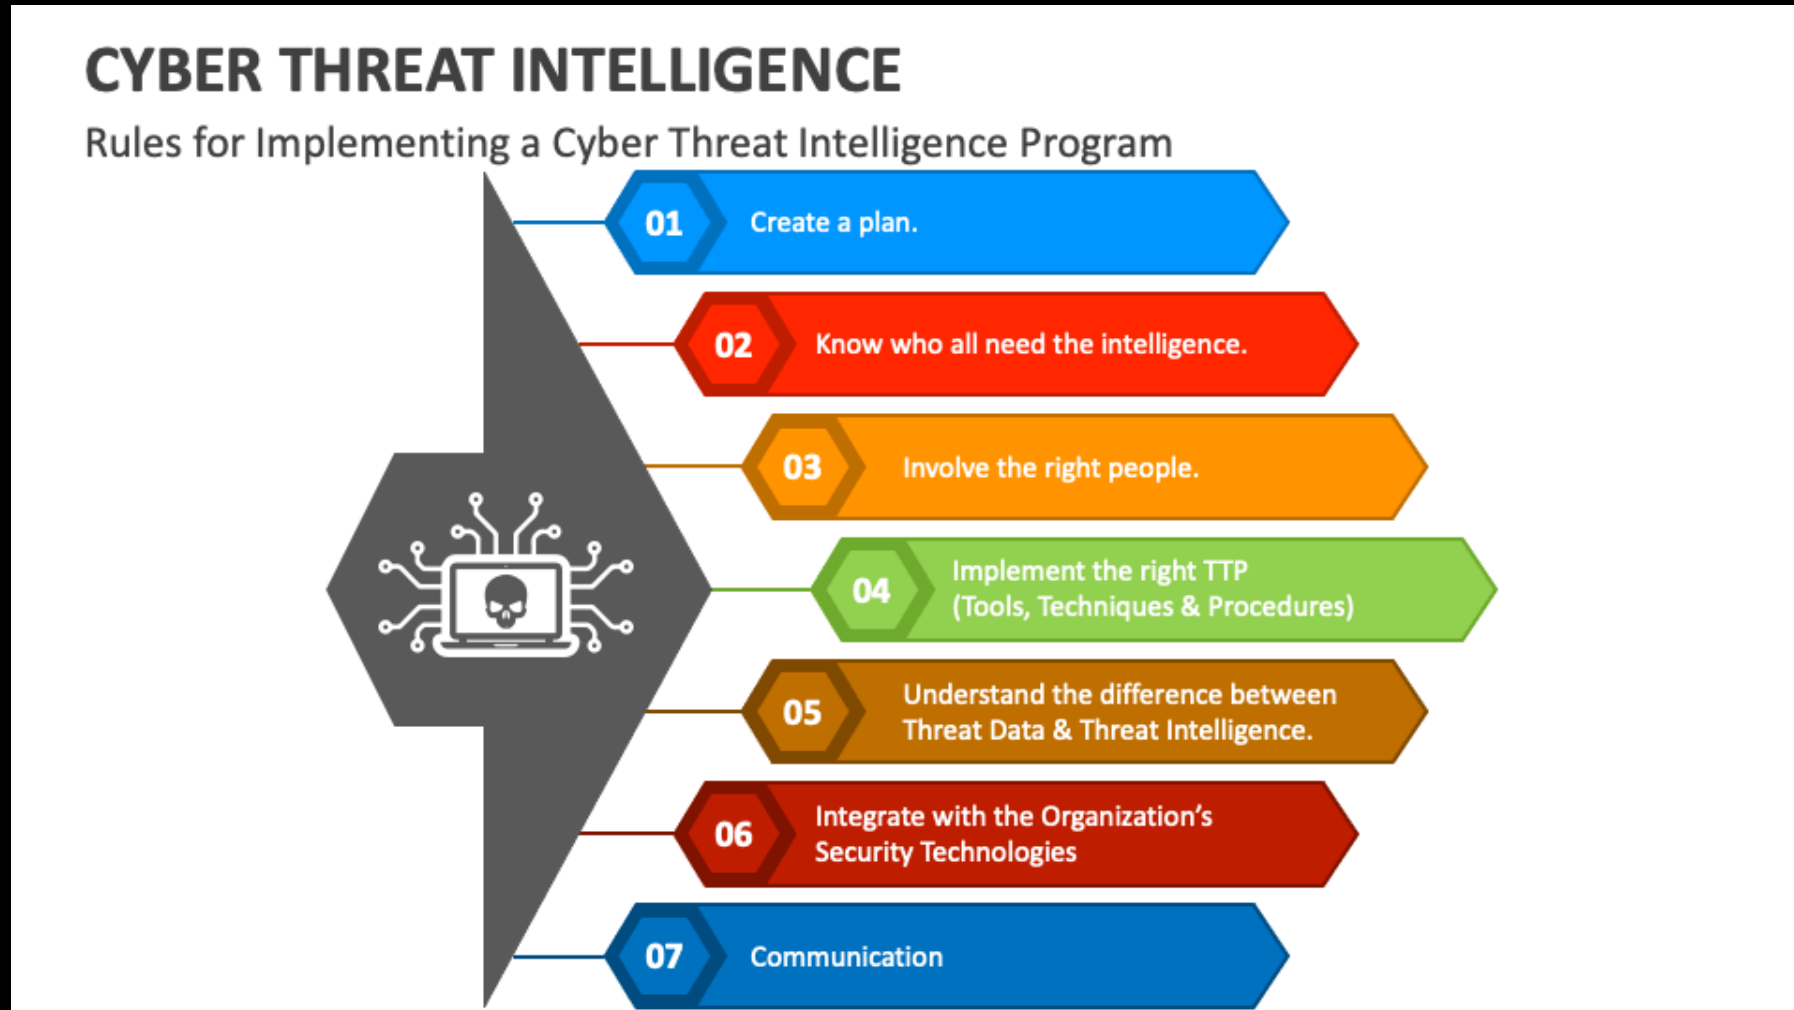 CYBER THREAT INTELLIGENCE
Rules for Implementing a Cyber Threat Intelligence Program
01
Create a plan.
02
Know who all need the intelligence.
03
Involve the right people.
04
Implement the right TTP
(Tools, Techniques & Procedures)
05
Understand the difference between
Threat Data & Threat Intelligence.
06
Integrate with the Organization’s
Security Technologies
07
Communication